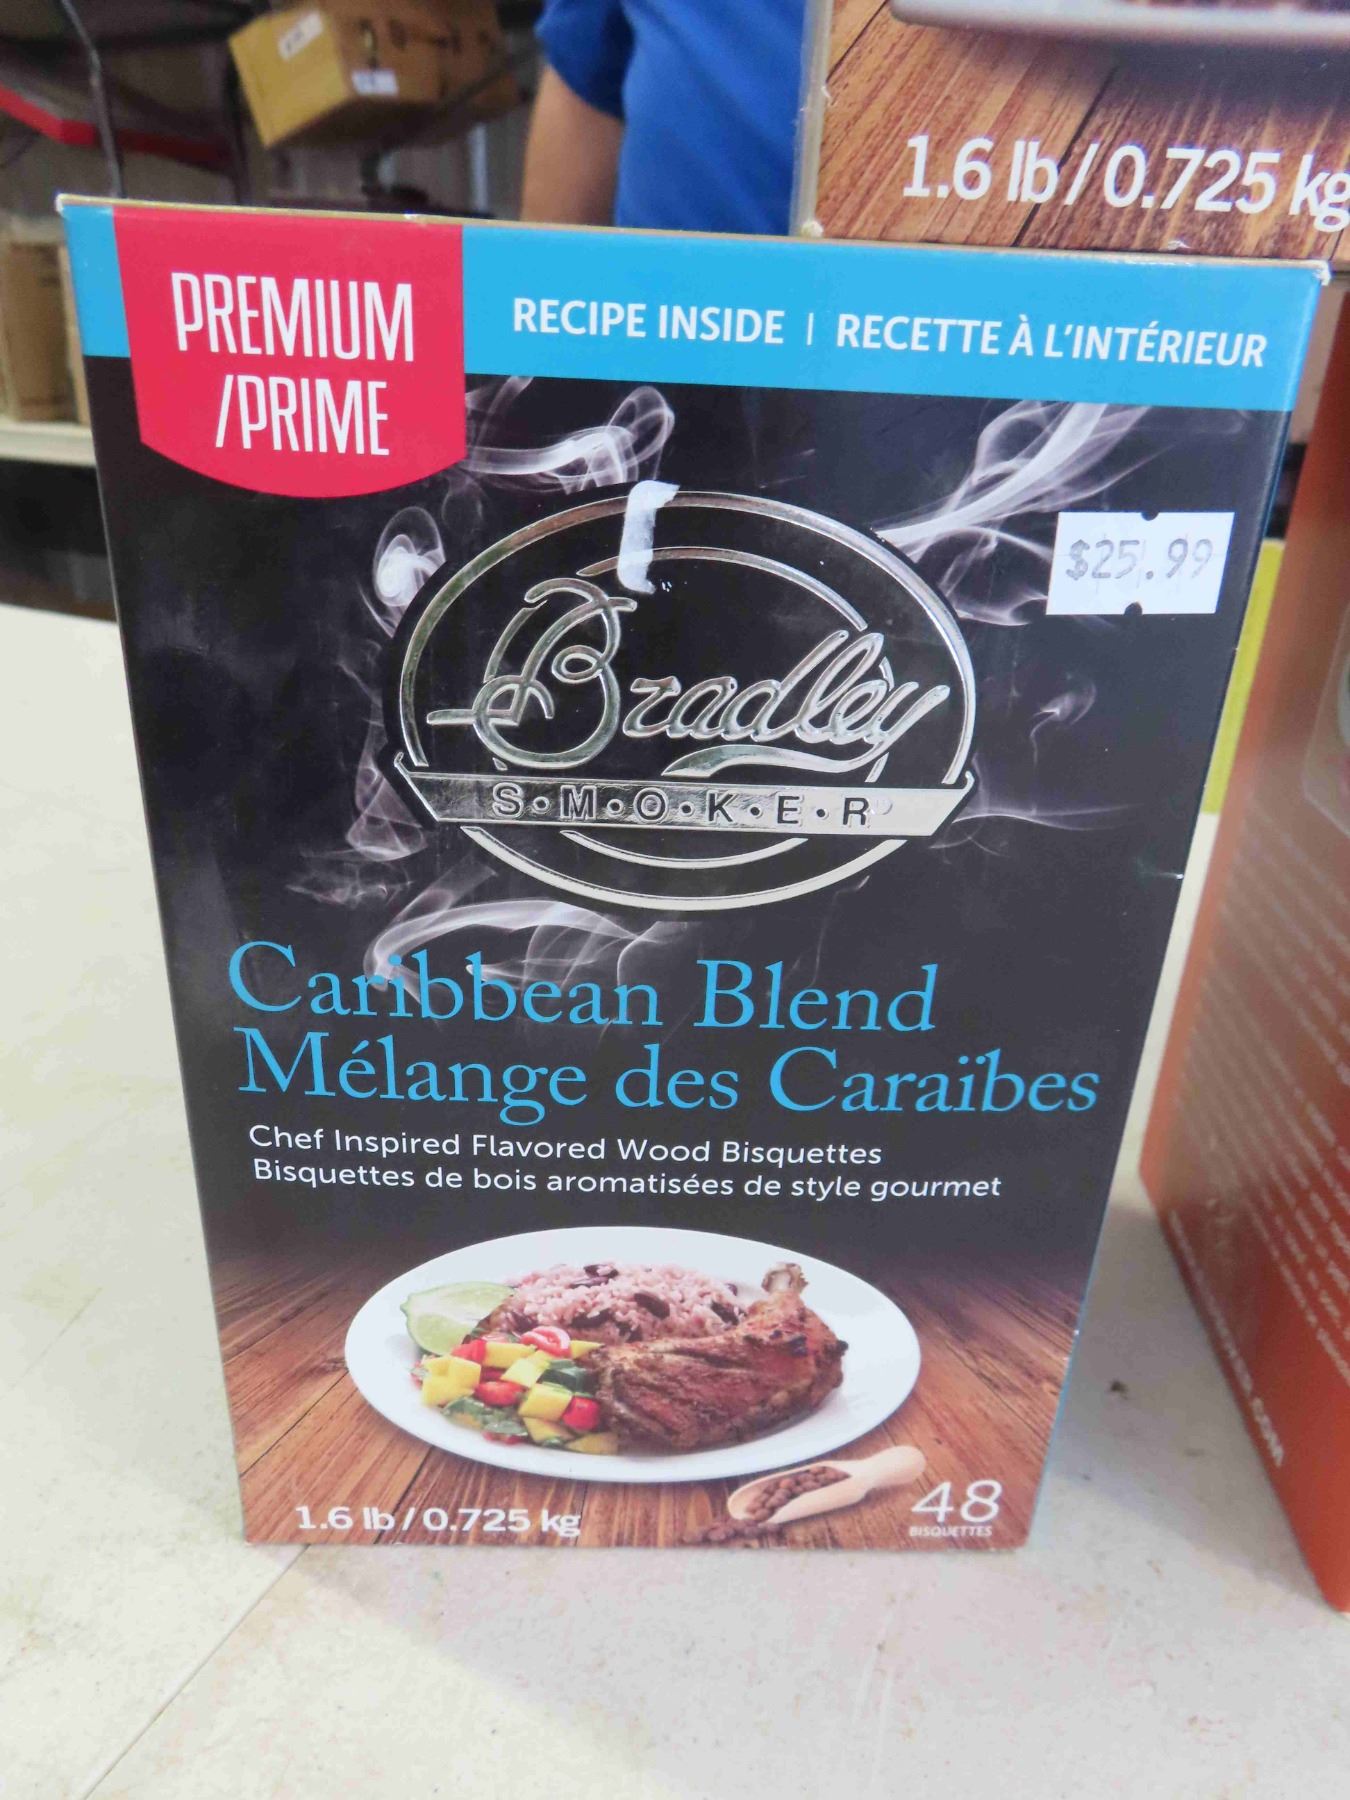 1.6 lb / 0.725 kg
PREMIUM
/PRIME
RECIPE INSIDE | RECETTE À L'INTÉRIEUR
$25.99
Bradley
S•M•O•K•E•R®
Caribbean Blend
Mélange des Caraïbes
Chef Inspired Flavored Wood Bisquettes
Bisquettes de bois aromatisées de style gourmet
1.6 lb / 0.725 kg
48
BISQUETTES